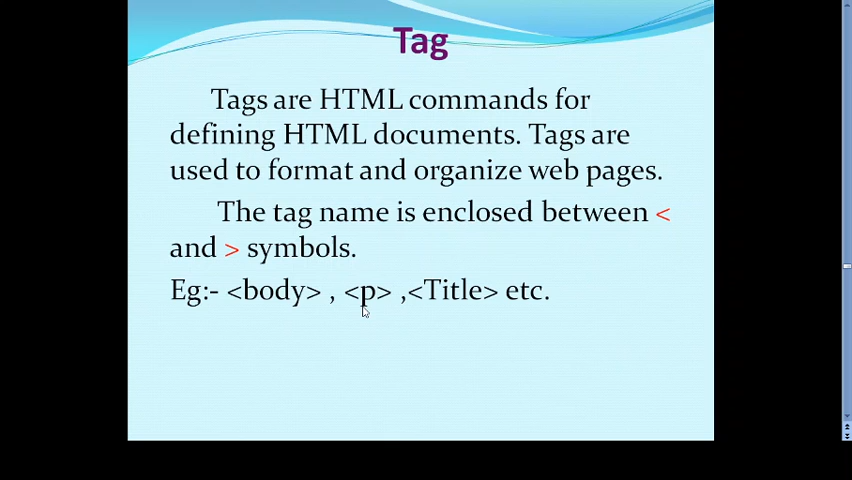 Tag
Tags are HTML commands for
defining HTML documents. Tags are
used to format and organize web pages.
The tag name is enclosed between <
and > symbols.
Eg:- <body> , <p> ,<Title> etc.